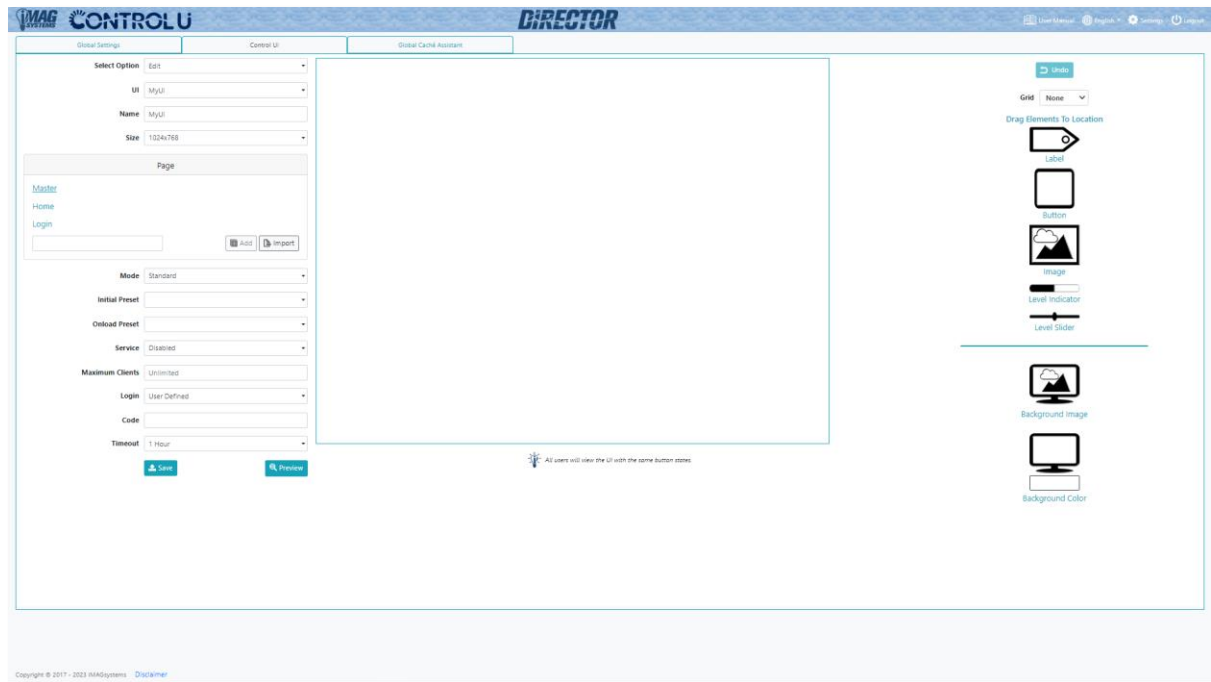 IMAG SYSTEMS CONTROL U DiRECTOR User Manual English Settings Logout
Global Settings Control UI Global Caché Assistant
Select Option Edit
UI MyUI
Name MyUI
Size 1024x768
Page
Master
Home
Login
Add Import
Mode Standard
Initial Preset
Onload Preset
Service Disabled
Maximum Clients Unlimited
Login User Defined
Code
Timeout 1 Hour
Save Preview
All users will view the UI with the same button states.
Undo
Grid None
Drag Elements To Location
Label
Button
Image
Level Indicator
Level Slider
Background Image
Background Color
Copyright © 2017 - 2023 IMAGsystems Disclaimer